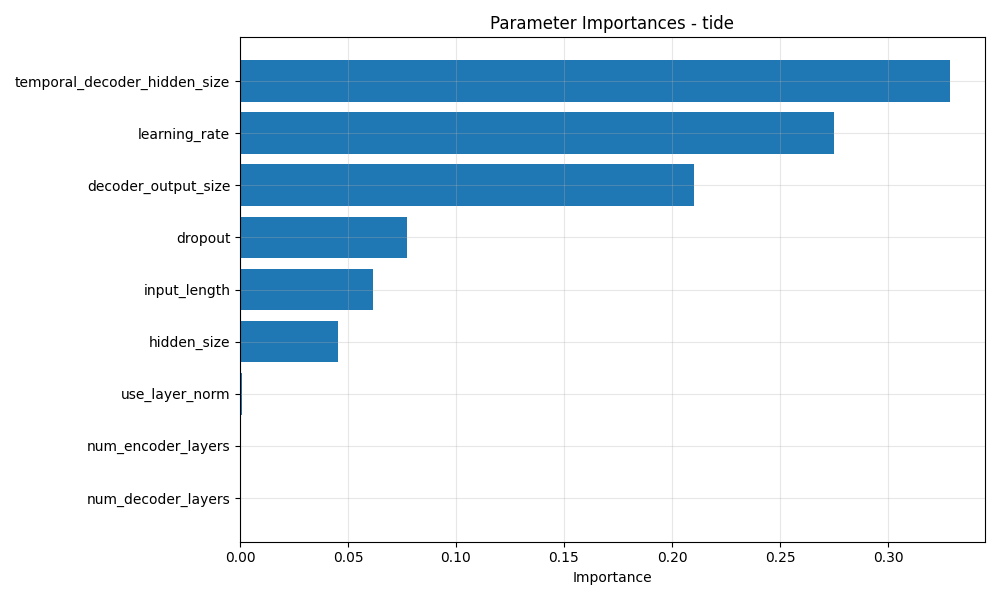 Parameter Importances - tide
temporal_decoder_hidden_size
learning_rate
decoder_output_size
dropout
input_length
hidden_size
use_layer_norm
num_encoder_layers
num_decoder_layers
0.00 0.05 0.10 0.15 0.20 0.25 0.30
Importance